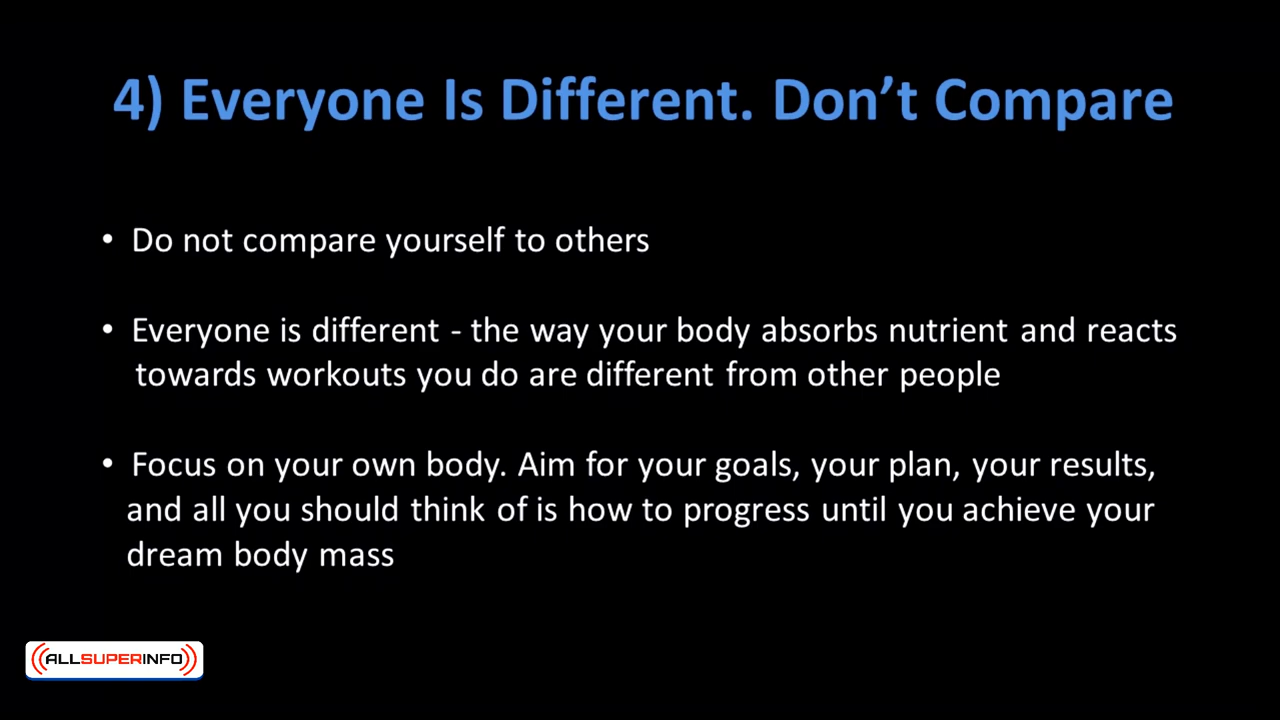 4) Everyone Is Different. Don’t Compare
• Do not compare yourself to others
• Everyone is different - the way your body absorbs nutrient and reacts
towards workouts you do are different from other people
• Focus on your own body. Aim for your goals, your plan, your results,
and all you should think of is how to progress until you achieve your
dream body mass
ALLSUPERINFO